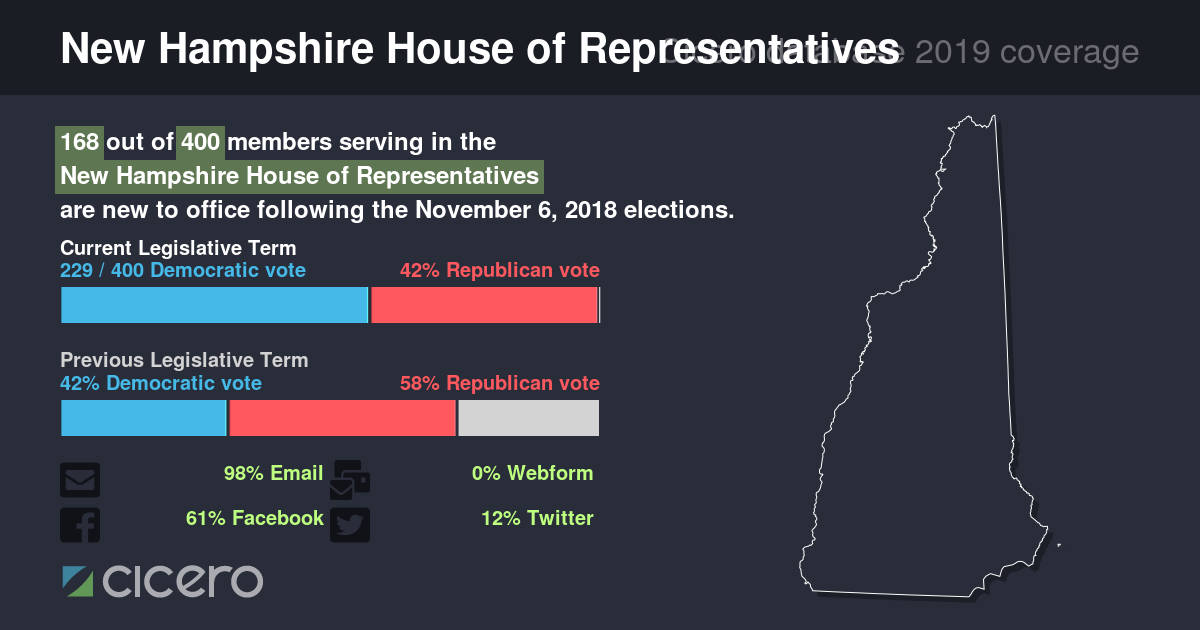 New Hampshire House of Representatives
Cicero database 2019 coverage
168 out of 400 members serving in the
New Hampshire House of Representatives
are new to office following the November 6, 2018 elections.
Current Legislative Term
229 / 400 Democratic vote 42% Republican vote
Previous Legislative Term
42% Democratic vote 58% Republican vote
98% Email 0% Webform
61% Facebook 12% Twitter
cicero